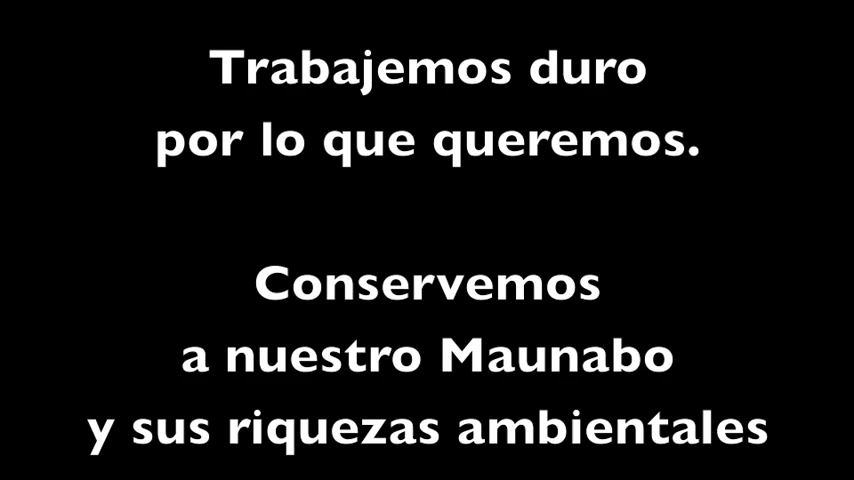 Trabajemos duro
por lo que queremos.
Conservemos
a nuestro Maunabo
y sus riquezas ambientales